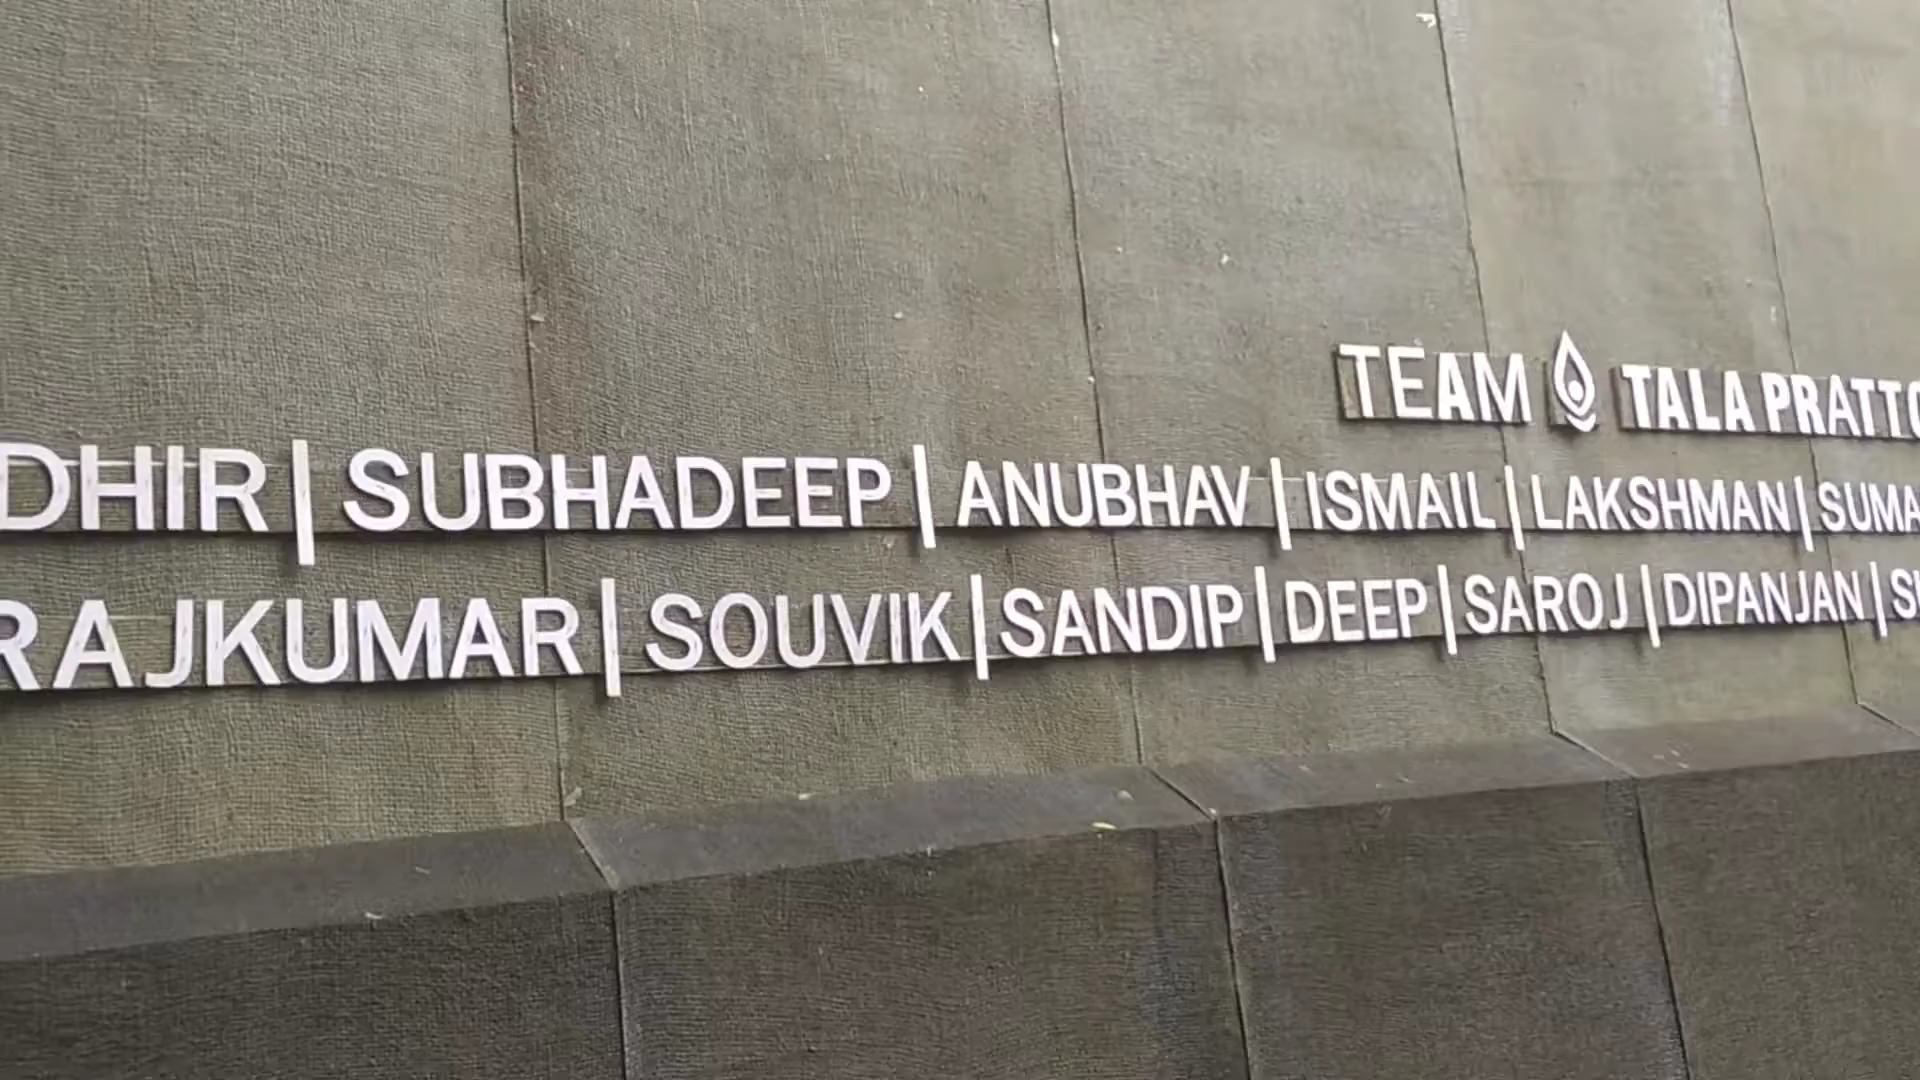 TEAM TALA PRATTO
DHIR | SUBHADEEP | ANUBHAV | ISMAIL | LAKSHMAN | SUMA
RAJKUMAR | SOUVIK | SANDIP | DEEP | SAROJ | DIPANJAN |